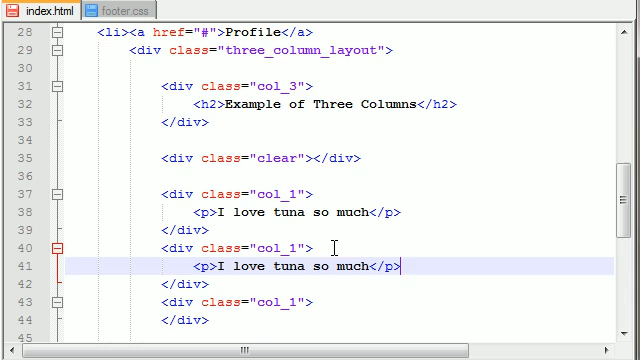 index.html footer.css
28 <li><a href="#">Profile</a>
29 <div class="three_column_layout">
30
31 <div class="col_3">
32 <h2>Example of Three Columns</h2>
33 </div>
34
35 <div class="clear"></div>
36
37 <div class="col_1">
38 <p>I love tuna so much</p>
39 </div>
40 <div class="col_1">
41 <p>I love tuna so much</p>
42 </div>
43 <div class="col_1">
44 </div>
45